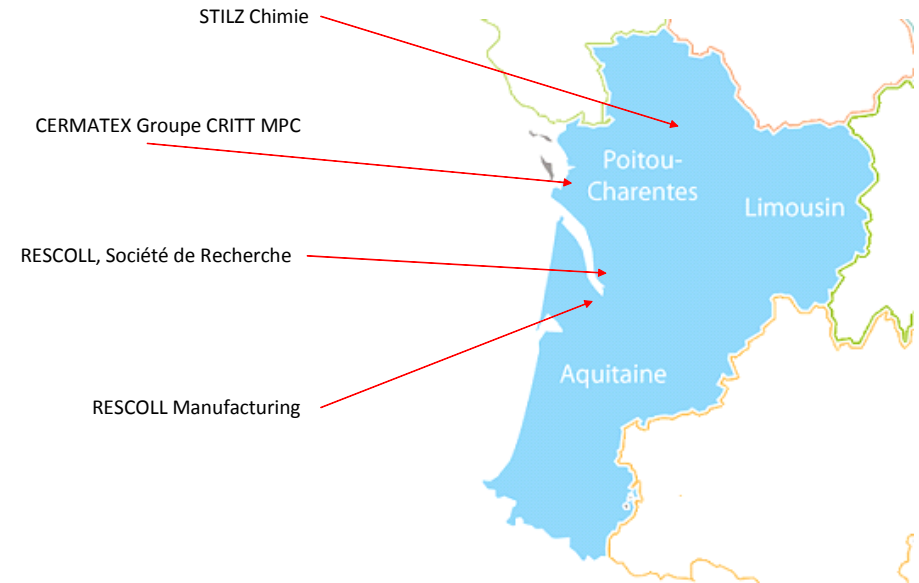 STILZ Chimie
CERMATEX Groupe CRITT MPC
Poitou-
Charentes
Limousin
RESCOLL, Société de Recherche
Aquitaine
RESCOLL Manufacturing